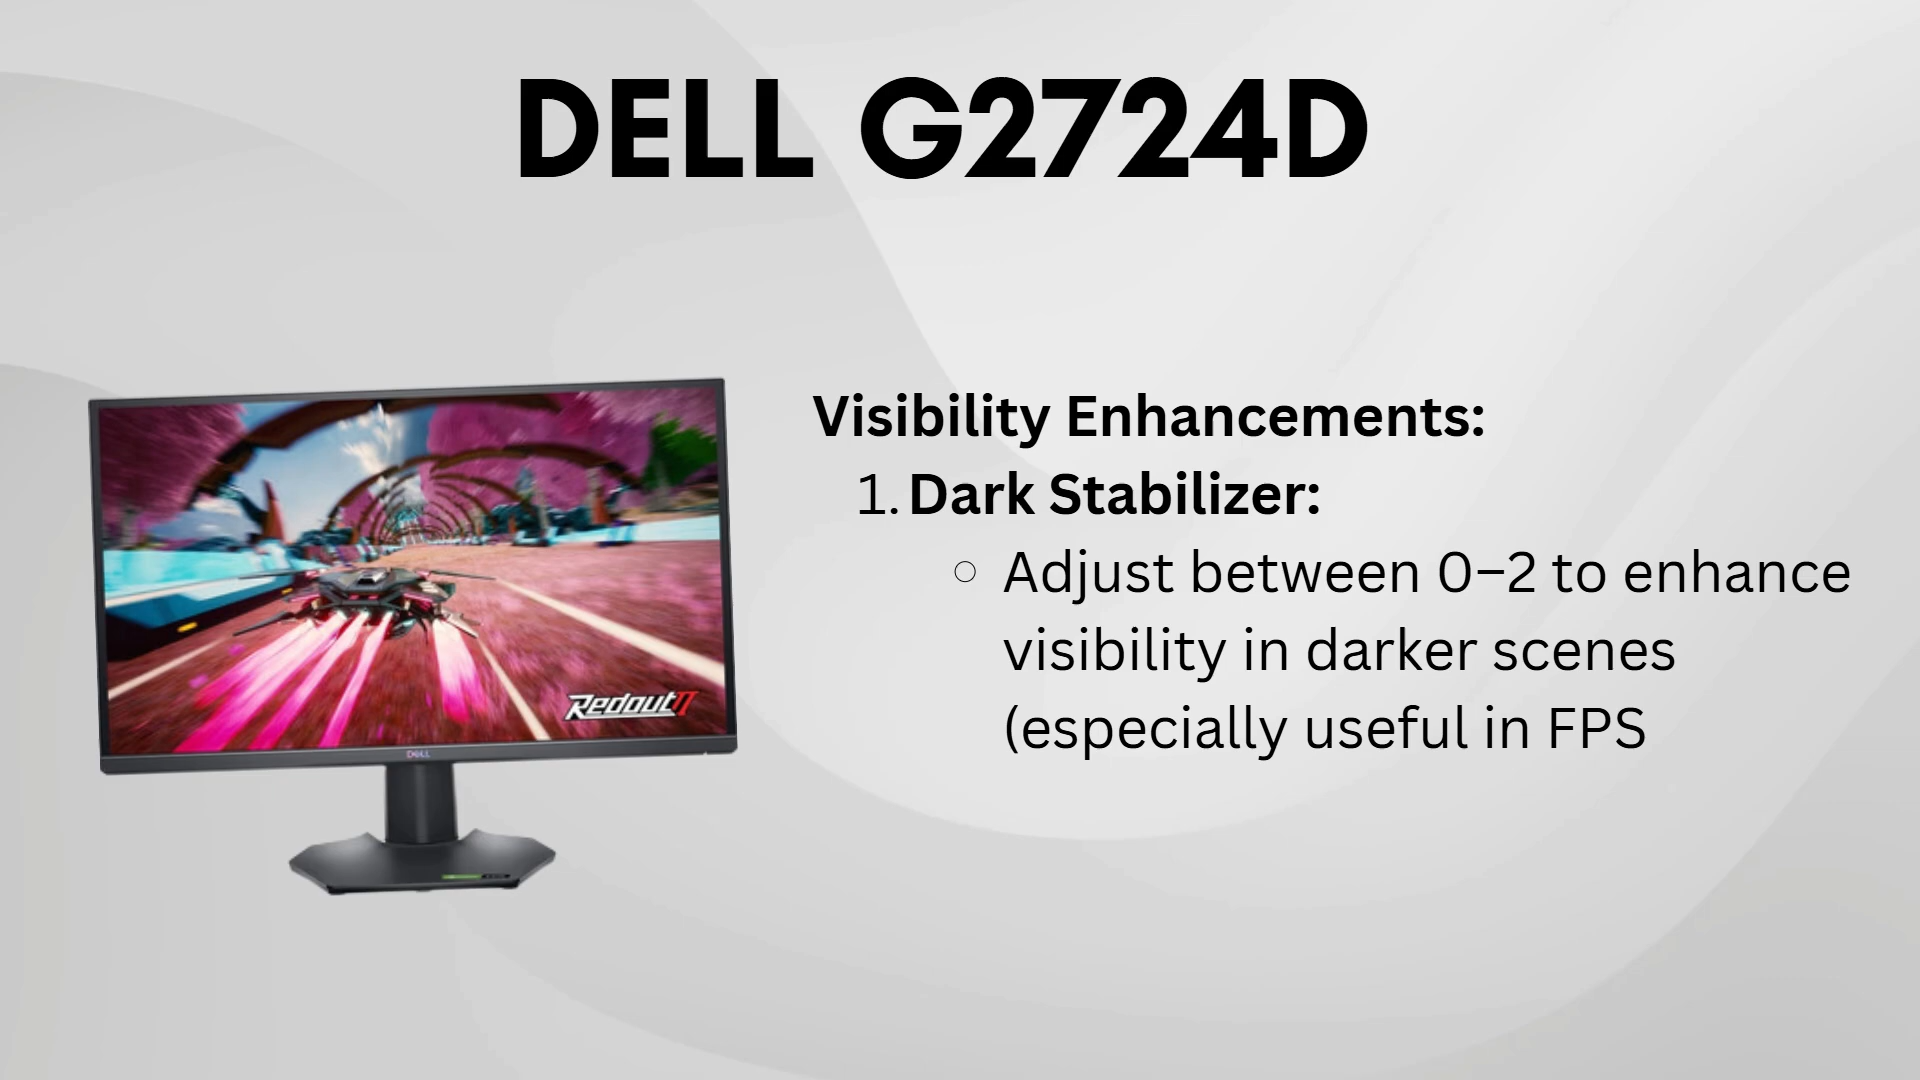 DELL G2724D
Visibility Enhancements:
1. Dark Stabilizer:
○ Adjust between 0–2 to enhance
visibility in darker scenes
(especially useful in FPS
Redout II
DELL